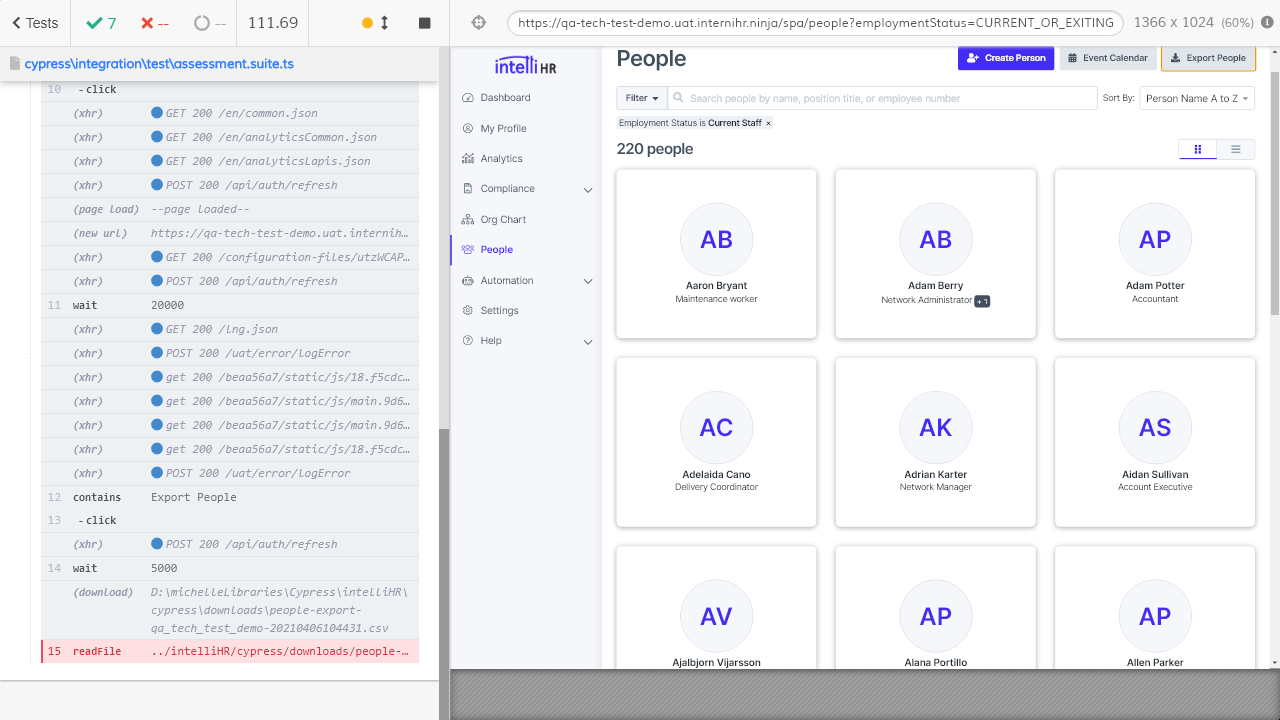 Tests
7
--
--
111.69
https://qa-tech-test-demo.uat.internihr.ninja/spa/people?employmentStatus=CURRENT_OR_EXITING
1366 x 1024 (60%)
cypress\integration\test\assessment.suite.ts
10 - click
(xhr) GET 200 /en/common.json
(xhr) GET 200 /en/analyticsCommon.json
(xhr) GET 200 /en/analyticsLapis.json
(xhr) POST 200 /api/auth/refresh
(page load) --page loaded--
(new url) https://qa-tech-test-demo.uat.internih…
(xhr) GET 200 /configuration-files/utzWCAP…
(xhr) POST 200 /api/auth/refresh
11 wait 20000
(xhr) GET 200 /lng.json
(xhr) POST 200 /uat/error/logError
(xhr) get 200 /beaa56a7/static/js/18.f5cdc…
(xhr) get 200 /beaa56a7/static/js/main.9d6…
(xhr) get 200 /beaa56a7/static/js/main.9d6…
(xhr) get 200 /beaa56a7/static/js/18.f5cdc…
(xhr) POST 200 /uat/error/logError
12 contains Export People
13 - click
(xhr) POST 200 /api/auth/refresh
14 wait 5000
(download) D:\michelleLibraries\Cypress\intelliHR\
cypress\downloads\people-export-
qa_tech_test_demo-20210406104431.csv
15 readFile ../intelliHR/cypress/downloads/people-…
intelli HR
Dashboard
My Profile
Analytics
Compliance
Org Chart
People
Automation
Settings
Help
People
Create Person
Event Calendar
Export People
Filter
Search people by name, position title, or employee number
Sort By:
Person Name A to Z
Employment Status is Current Staff ×
220 people
AB
Aaron Bryant
Maintenance worker
AB
Adam Berry
Network Administrator + 1
AP
Adam Potter
Accountant
AC
Adelaida Cano
Delivery Coordinator
AK
Adrian Karter
Network Manager
AS
Aidan Sullivan
Account Executive
AV
Ajalbjorn Vijarsson
AP
Alana Portillo
AP
Allen Parker